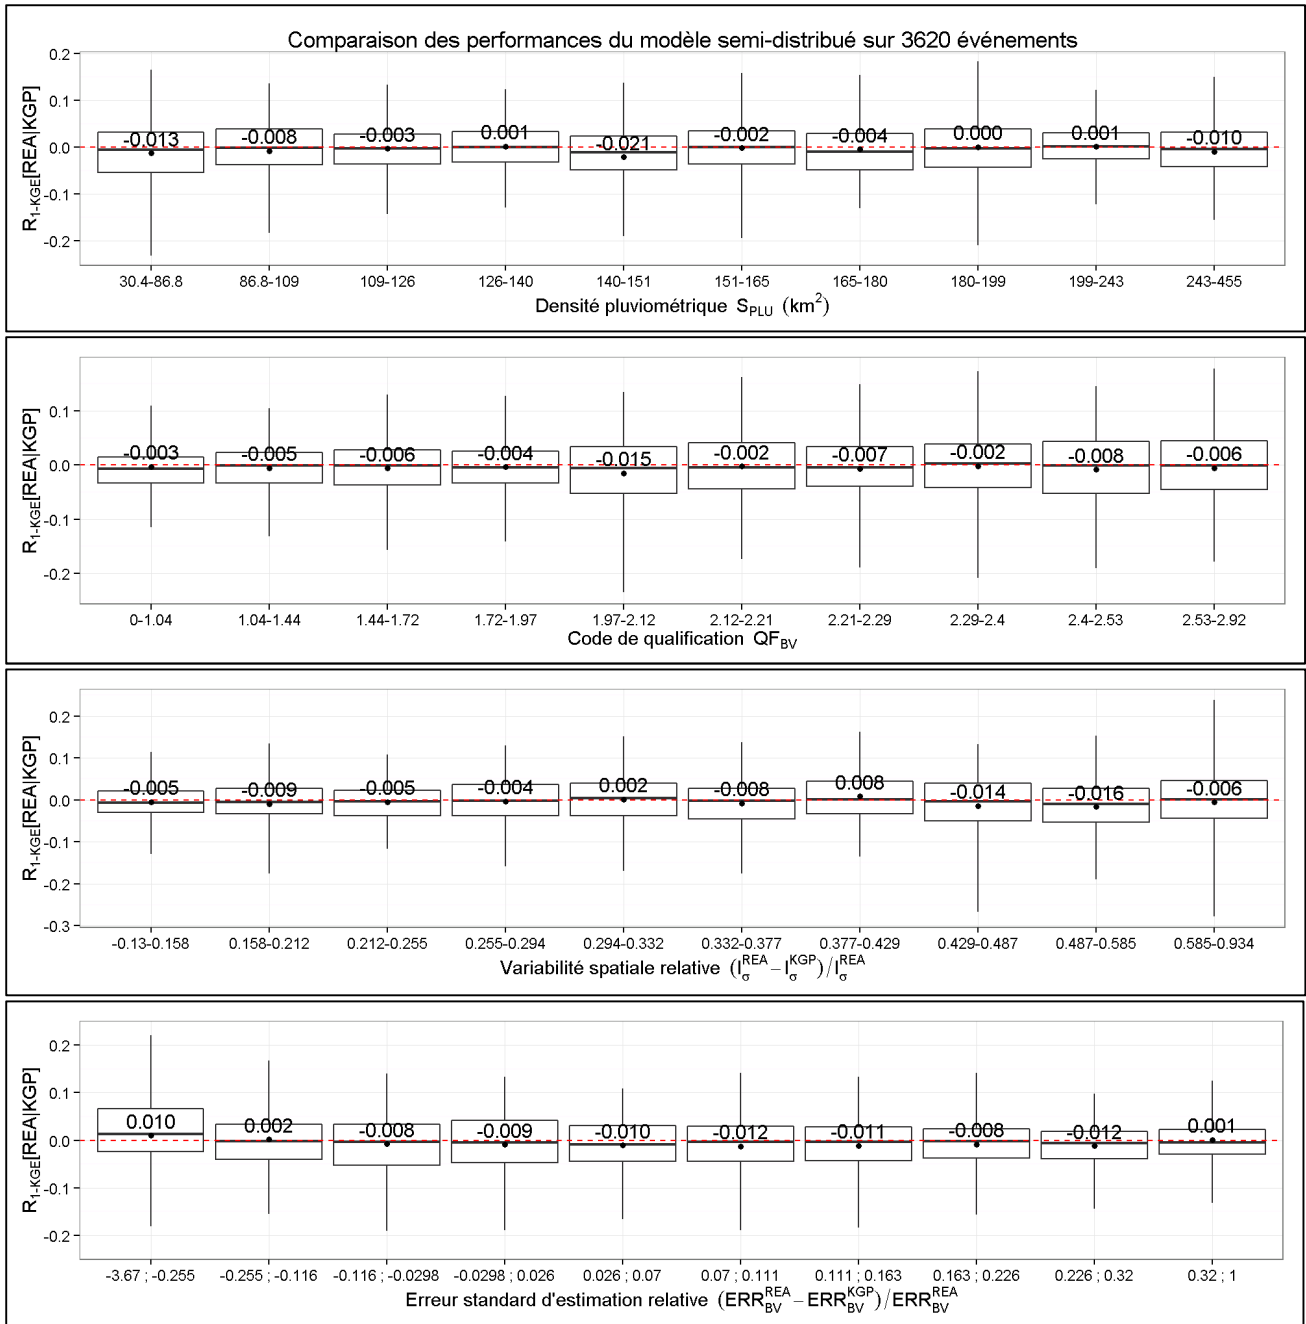 Comparaison des performances du modèle semi-distribué sur 3620 événements
R1-KGE[REA|KGP]
0.2
0.1
0.0
-0.1
-0.2
-0.013 -0.008 -0.003 0.001 -0.021 -0.002 -0.004 0.000 0.001 -0.010
30.4-86.8 86.8-109 109-126 126-140 140-151 151-165 165-180 180-199 199-243 243-455
Densité pluviométrique SPLU (km²)
R1-KGE[REA|KGP]
0.1
0.0
-0.1
-0.2
-0.003 -0.005 -0.006 -0.004 -0.015 -0.002 -0.007 -0.002 -0.008 -0.006
0-1.04 1.04-1.44 1.44-1.72 1.72-1.97 1.97-2.12 2.12-2.21 2.21-2.29 2.29-2.4 2.4-2.53 2.53-2.92
Code de qualification QFBV
R1-KGE[REA|KGP]
0.2
0.1
0.0
-0.1
-0.2
-0.3
-0.005 -0.009 -0.005 -0.004 0.002 -0.008 0.008 -0.014 -0.016 -0.006
-0.13-0.158 0.158-0.212 0.212-0.255 0.255-0.294 0.294-0.332 0.332-0.377 0.377-0.429 0.429-0.487 0.487-0.585 0.585-0.934
Variabilité spatiale relative (IσREA – IσKGP)/IσREA
R1-KGE[REA|KGP]
0.2
0.1
0.0
-0.1
-0.2
0.010 0.002 -0.008 -0.009 -0.010 -0.012 -0.011 -0.008 -0.012 0.001
-3.67 ; -0.255 -0.255 ; -0.116 -0.116 ; -0.0298 -0.0298 ; 0.026 0.026 ; 0.07 0.07 ; 0.111 0.111 ; 0.163 0.163 ; 0.226 0.226 ; 0.32 0.32 ; 1
Erreur standard d'estimation relative (ERRBVREA – ERRBVKGP)/ERRBVREA